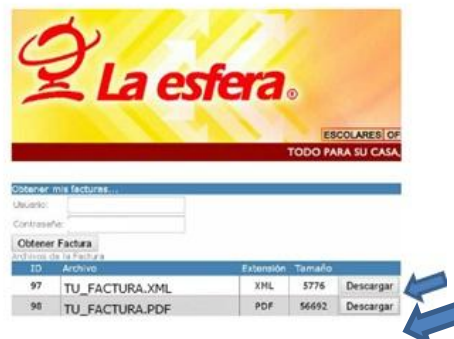 La esfera®
ESCOLARES OF
TODO PARA SU CASA,
Obtener mis facturas...
Usuario:
Contraseña:
Obtener Factura
Archivos de la Factura
ID Archivo Extensión Tamaño
97 TU_FACTURA.XML XML 5776 Descargar
98 TU_FACTURA.PDF PDF 56692 Descargar